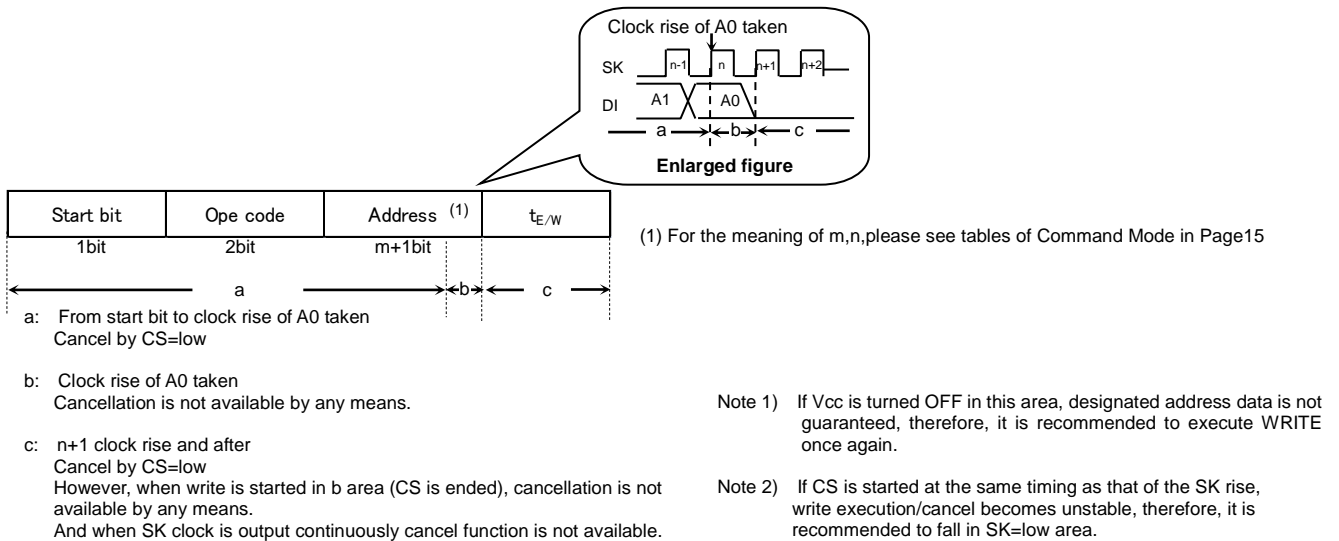 Clock rise of A0 taken
SK n-1 n n+1 n+2
DI A1 A0
a b c
Enlarged figure
Start bit Ope code Address (1) tE/W
1bit 2bit m+1bit
(1) For the meaning of m,n,please see tables of Command Mode in Page15
a b c
a: From start bit to clock rise of A0 taken
Cancel by CS=low
b: Clock rise of A0 taken
Cancellation is not available by any means.
c: n+1 clock rise and after
Cancel by CS=low
However, when write is started in b area (CS is ended), cancellation is not
available by any means.
And when SK clock is output continuously cancel function is not available.
Note 1) If Vcc is turned OFF in this area, designated address data is not
guaranteed, therefore, it is recommended to execute WRITE
once again.
Note 2) If CS is started at the same timing as that of the SK rise,
write execution/cancel becomes unstable, therefore, it is
recommended to fall in SK=low area.